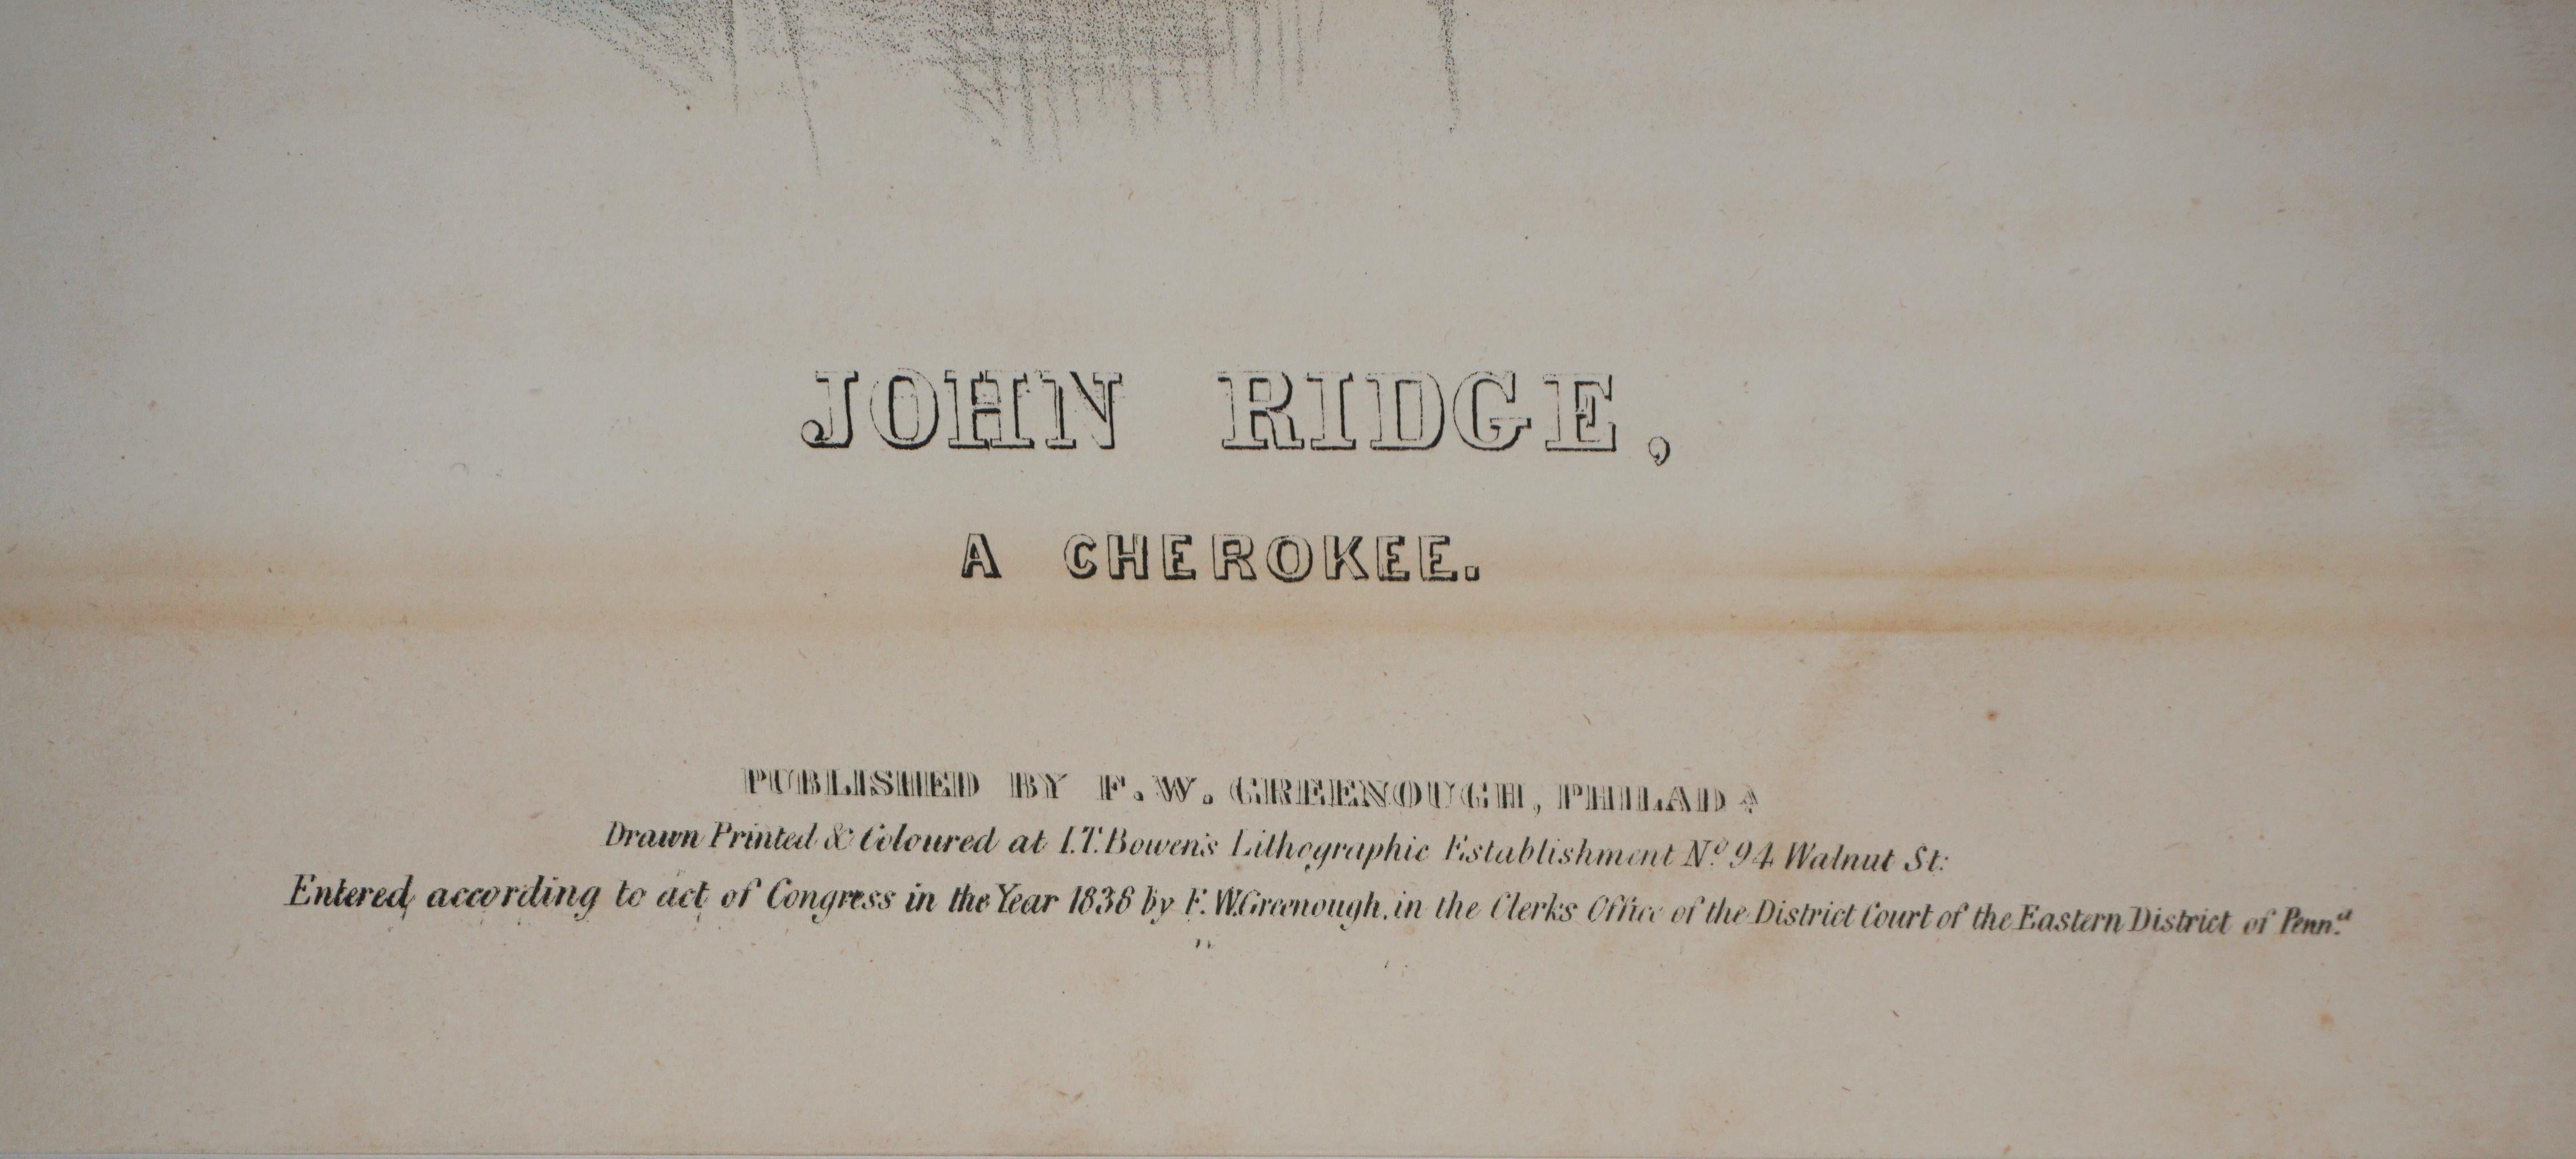 JOHN RIDGE,
A CHEROKEE.
PUBLISHED BY F. W. GREENOUGH, PHILADᴬ
Drawn Printed & Coloured at I.T. Bowen's Lithographic Establishment Nº 94 Walnut St:
Entered, according to act of Congress in the Year 1838 by F. W. Greenough, in the Clerks Office of the District Court of the Eastern District of Penn.ᵃ